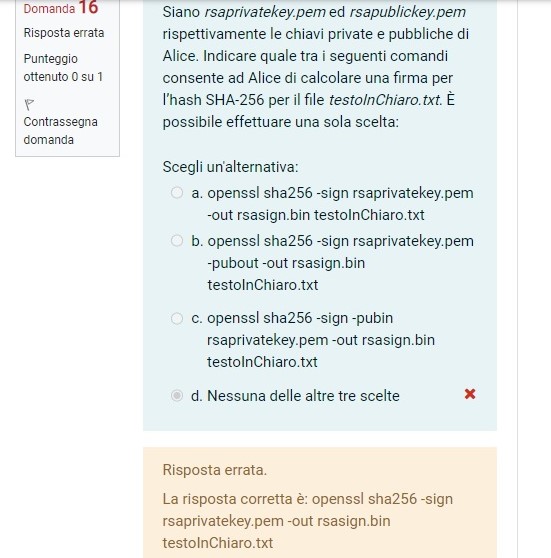 Domanda 16
Risposta errata
Punteggio
ottenuto 0 su 1
Contrassegna
domanda
Siano rsaprivatekey.pem ed rsapublickey.pem
rispettivamente le chiavi private e pubbliche di
Alice. Indicare quale tra i seguenti comandi
consente ad Alice di calcolare una firma per
l'hash SHA-256 per il file testoInChiaro.txt. È
possibile effettuare una sola scelta:
Scegli un'alternativa:
a. openssl sha256 -sign rsaprivatekey.pem
-out rsasign.bin testoInChiaro.txt
b. openssl sha256 -sign rsaprivatekey.pem
-pubout -out rsasign.bin
testoInChiaro.txt
c. openssl sha256 -sign -pubin
rsaprivatekey.pem -out rsasign.bin
testoInChiaro.txt
d. Nessuna delle altre tre scelte
Risposta errata.
La risposta corretta è: openssl sha256 -sign
rsaprivatekey.pem -out rsasign.bin
testoInChiaro.txt